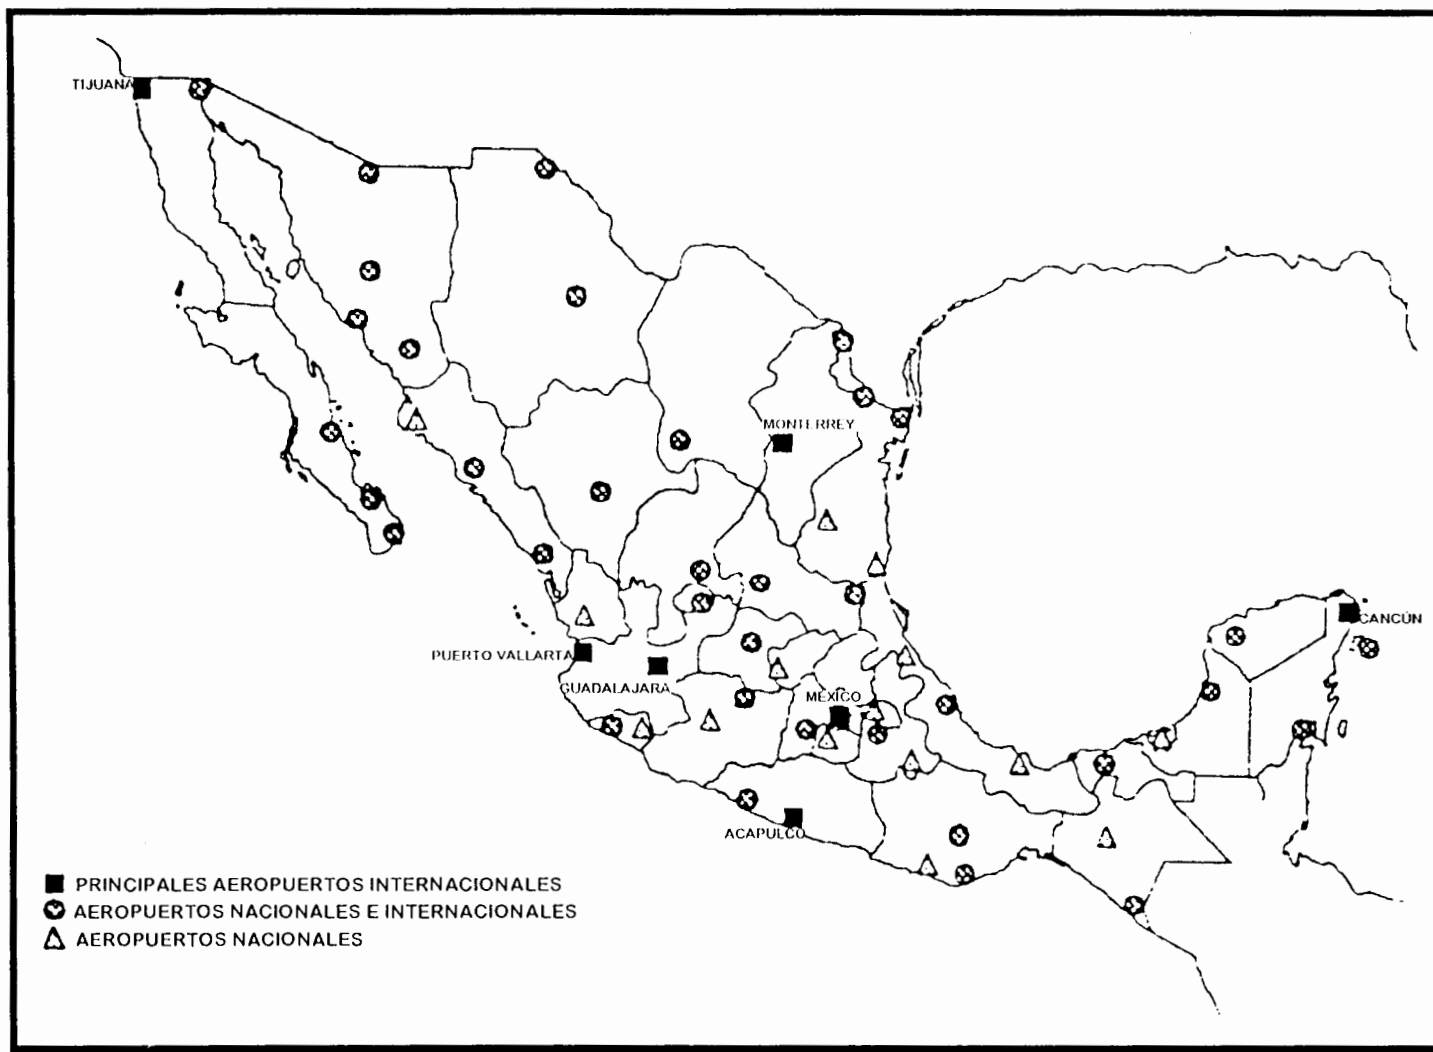 TIJUANA
MONTERREY
CANCÚN
PUERTO VALLARTA
GUADALAJARA
MÉXICO
ACAPULCO
PRINCIPALES AEROPUERTOS INTERNACIONALES
AEROPUERTOS NACIONALES E INTERNACIONALES
AEROPUERTOS NACIONALES